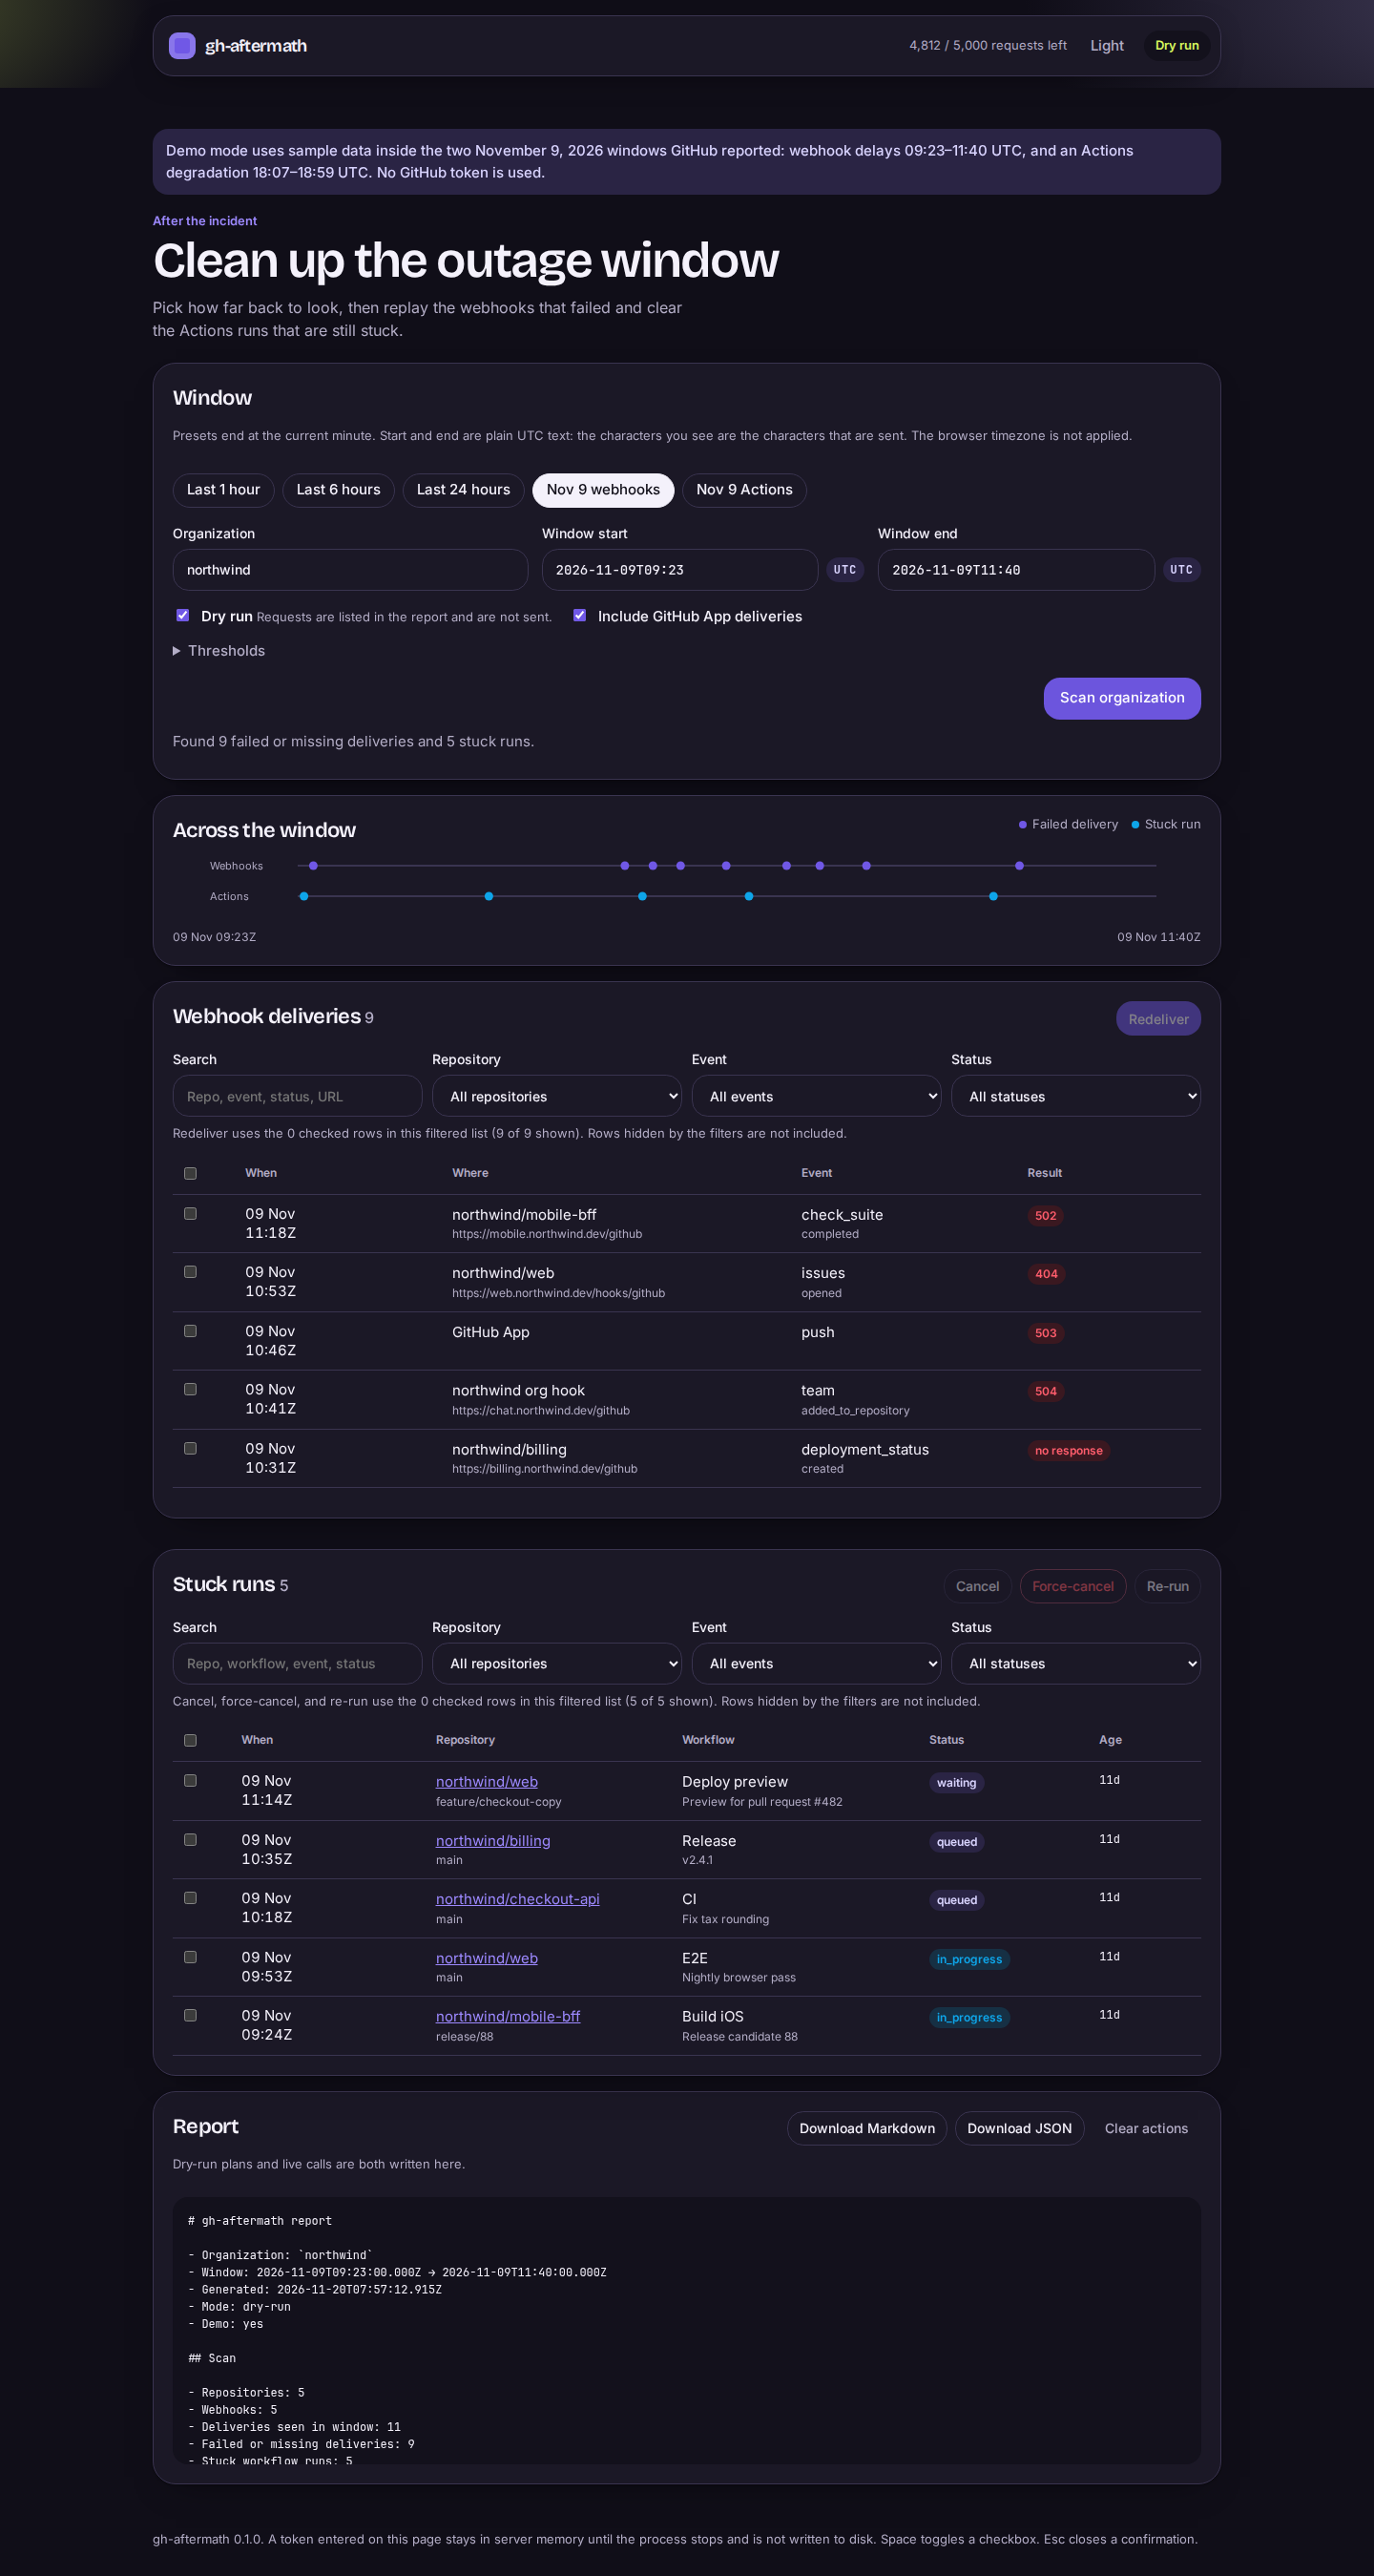 gh-aftermath
4,812 / 5,000 requests left
Light
Dry run
Demo mode uses sample data inside the two November 9, 2026 windows GitHub reported: webhook delays 09:23–11:40 UTC, and an Actions
degradation 18:07–18:59 UTC. No GitHub token is used.
After the incident
Clean up the outage window
Pick how far back to look, then replay the webhooks that failed and clear
the Actions runs that are still stuck.
Window
Presets end at the current minute. Start and end are plain UTC text: the characters you see are the characters that are sent. The browser timezone is not applied.
Last 1 hour
Last 6 hours
Last 24 hours
Nov 9 webhooks
Nov 9 Actions
Organization
Window start
Window end
northwind
2026-11-09T09:23
UTC
2026-11-09T11:40
UTC
Dry run Requests are listed in the report and are not sent.
Include GitHub App deliveries
Thresholds
Scan organization
Found 9 failed or missing deliveries and 5 stuck runs.
Across the window
Failed delivery
Stuck run
Webhooks
Actions
09 Nov 09:23Z
09 Nov 11:40Z
Webhook deliveries 9
Redeliver
Search
Repository
Event
Status
Repo, event, status, URL
All repositories
All events
All statuses
Redeliver uses the 0 checked rows in this filtered list (9 of 9 shown). Rows hidden by the filters are not included.
When
Where
Event
Result
09 Nov
11:18Z
northwind/mobile-bff
https://mobile.northwind.dev/github
check_suite
completed
502
09 Nov
10:53Z
northwind/web
https://web.northwind.dev/hooks/github
issues
opened
404
09 Nov
10:46Z
GitHub App
push
503
09 Nov
10:41Z
northwind org hook
https://chat.northwind.dev/github
team
added_to_repository
504
09 Nov
10:31Z
northwind/billing
https://billing.northwind.dev/github
deployment_status
created
no response
Stuck runs 5
Cancel
Force-cancel
Re-run
Search
Repository
Event
Status
Repo, workflow, event, status
All repositories
All events
All statuses
Cancel, force-cancel, and re-run use the 0 checked rows in this filtered list (5 of 5 shown). Rows hidden by the filters are not included.
When
Repository
Workflow
Status
Age
09 Nov
11:14Z
northwind/web
feature/checkout-copy
Deploy preview
Preview for pull request #482
waiting
11d
09 Nov
10:35Z
northwind/billing
main
Release
v2.4.1
queued
11d
09 Nov
10:18Z
northwind/checkout-api
main
CI
Fix tax rounding
queued
11d
09 Nov
09:53Z
northwind/web
main
E2E
Nightly browser pass
in_progress
11d
09 Nov
09:24Z
northwind/mobile-bff
release/88
Build iOS
Release candidate 88
in_progress
11d
Report
Download Markdown
Download JSON
Clear actions
Dry-run plans and live calls are both written here.
# gh-aftermath report
- Organization: `northwind`
- Window: 2026-11-09T09:23:00.000Z → 2026-11-09T11:40:00.000Z
- Generated: 2026-11-20T07:57:12.915Z
- Mode: dry-run
- Demo: yes
## Scan
- Repositories: 5
- Webhooks: 5
- Deliveries seen in window: 11
- Failed or missing deliveries: 9
- Stuck workflow runs: 5
gh-aftermath 0.1.0. A token entered on this page stays in server memory until the process stops and is not written to disk. Space toggles a checkbox. Esc closes a confirmation.